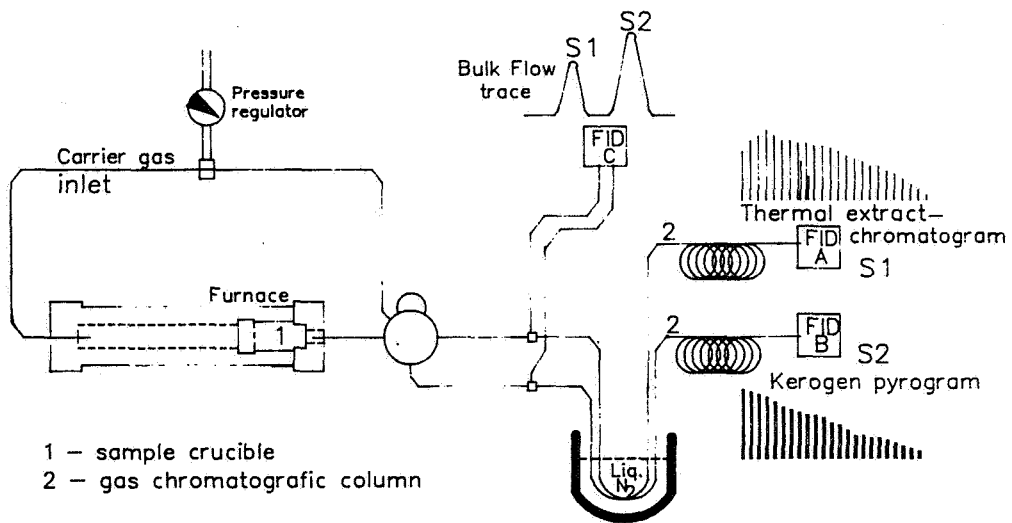 S1
S2
Bulk Flow
trace
Pressure
regulator
FID
C
Carrier gas
inlet
Thermal extract-
chromatogram
2
FID
A
S1
Furnace
1
2
FID
B
S2
Kerogen pyrogram
Liq.
N2
1 - sample crucible
2 - gas chromatografic column